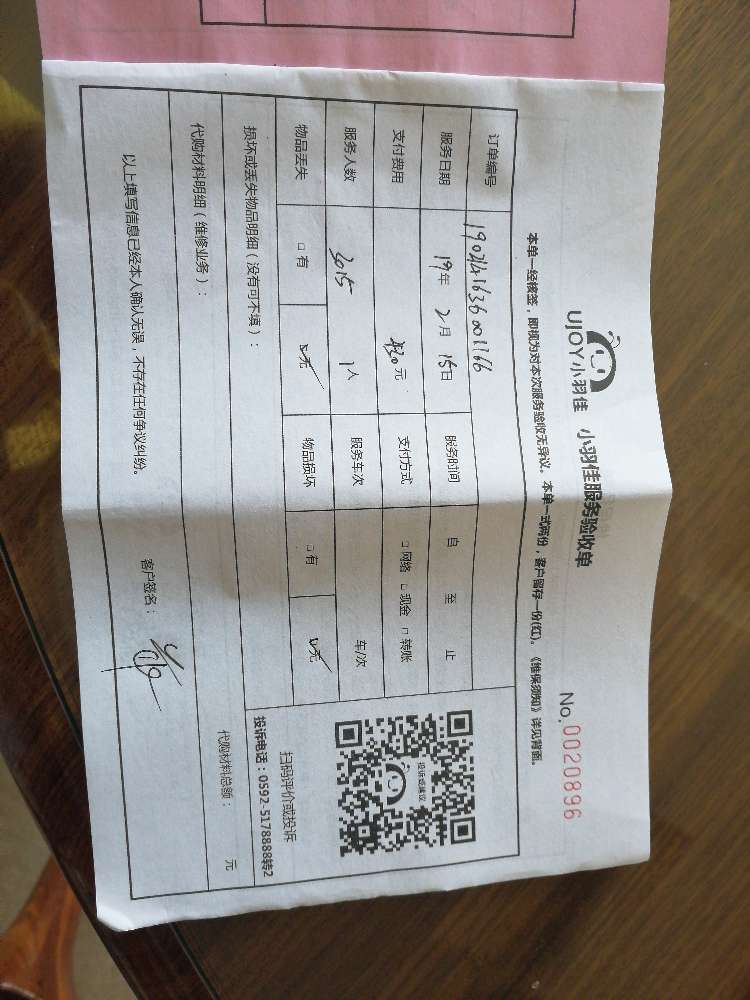 UJOY小羽佳 小羽佳服务验收单
No.0020896
本单一经核签，即视为对本次服务验收无异议。本单一式两份，客户留存一份(红)。《维保须知》详见背面。
订单编号
服务日期 19年 2月 15日 服务时间 自 至 止
支付费用 元 支付方式 □网络 □现金 □转账
服务人数 3015 1人 服务车次 车/次
物品丢失 □有 □无 物品损坏 □有 □无
投诉或建议
扫码评价或投诉
投诉电话：0592-5178888转2
损坏或丢失物品明细（没有可不填）：
代购材料明细（维修业务）： 代购材料总额： 元
以上填写信息已经本人确认无误，不存在任何争议纠纷。 客户签名：